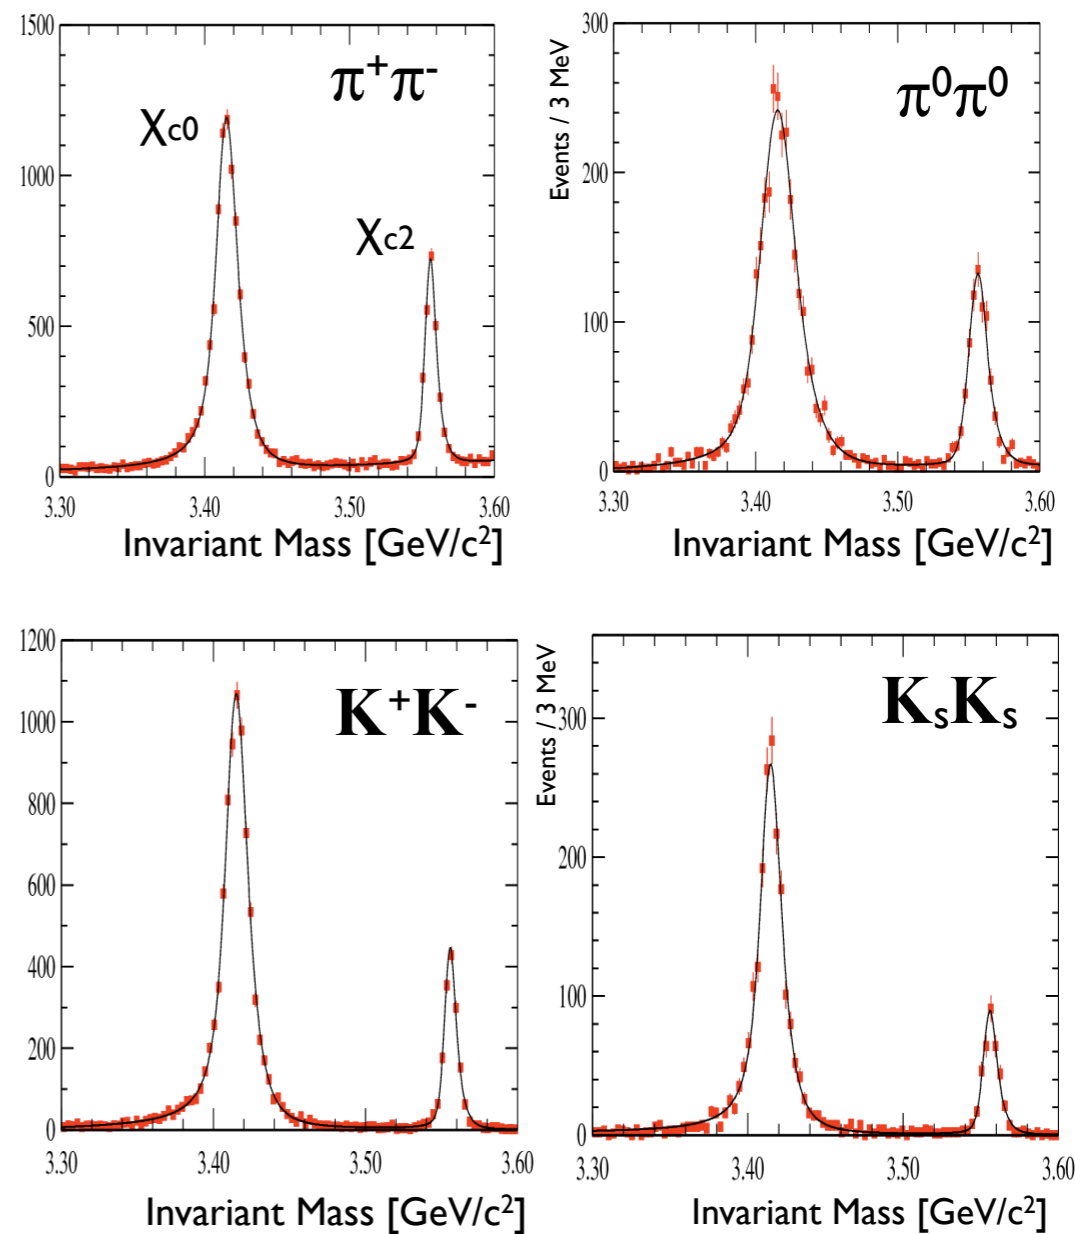 1500
1000
500
0
π⁺π⁻
χc0
χc2
3.30 3.40 3.50 3.60
Invariant Mass [GeV/c²]
Events / 3 MeV
300
200
100
0
π⁰π⁰
3.30 3.40 3.50 3.60
Invariant Mass [GeV/c²]
1200
1000
800
600
400
200
0
K⁺K⁻
3.30 3.40 3.50 3.60
Invariant Mass [GeV/c²]
Events / 3 MeV
300
200
100
0
KₛKₛ
3.30 3.40 3.50 3.60
Invariant Mass [GeV/c²]